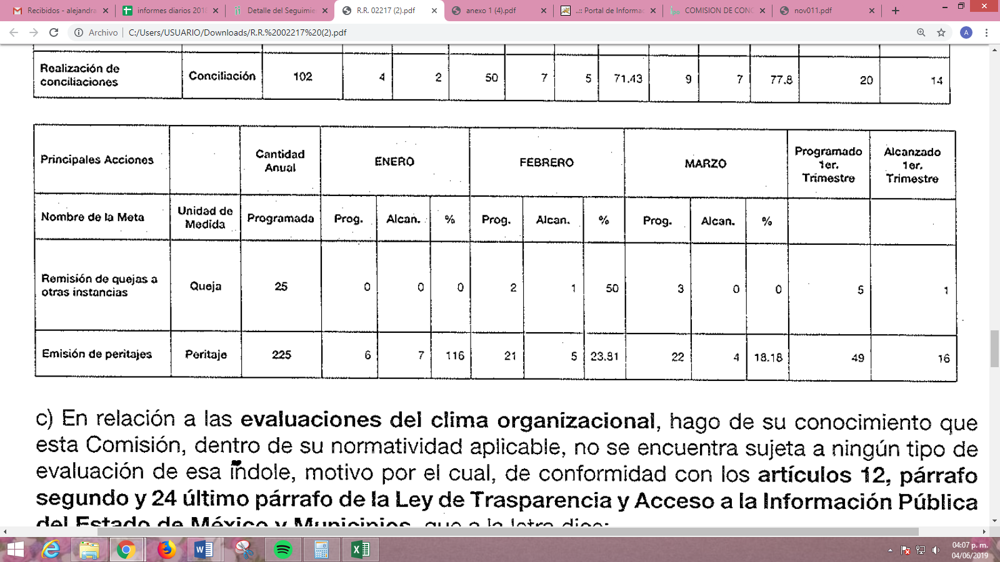 Recibidos - alejandra
informes diarios 2018
Detalle del Seguimie
R.R. 02217 (2).pdf
anexo 1 (4).pdf
..:: Portal de Informac
COMISION DE CONC
nov011.pdf
Archivo C:/Users/USUARIO/Downloads/R.R.%2002217%20(2).pdf A
Realización de conciliaciones Conciliación 102 4 2 50 7 5 71.43 9 7 77.8 20 14
Principales Acciones Cantidad Anual ENERO FEBRERO MARZO Programado 1er. Trimestre Alcanzado 1er. Trimestre
Nombre de la Meta Unidad de Medida Programada Prog. Alcan. % Prog. Alcan. % Prog. Alcan. %
Remisión de quejas a otras instancias Queja 25 0 0 0 2 1 50 3 0 0 5 1
Emisión de peritajes Peritaje 225 6 7 116 21 5 23.81 22 4 18.18 49 16
c) En relación a las evaluaciones del clima organizacional, hago de su conocimiento que
esta Comisión, dentro de su normatividad aplicable, no se encuentra sujeta a ningún tipo de
evaluación de esa índole, motivo por el cual, de conformidad con los artículos 12, párrafo
segundo y 24 último párrafo de la Ley de Trasparencia y Acceso a la Información Pública
del Estado de México y Municipios, que a la letra dice:
04:07 p. m.
04/06/2019